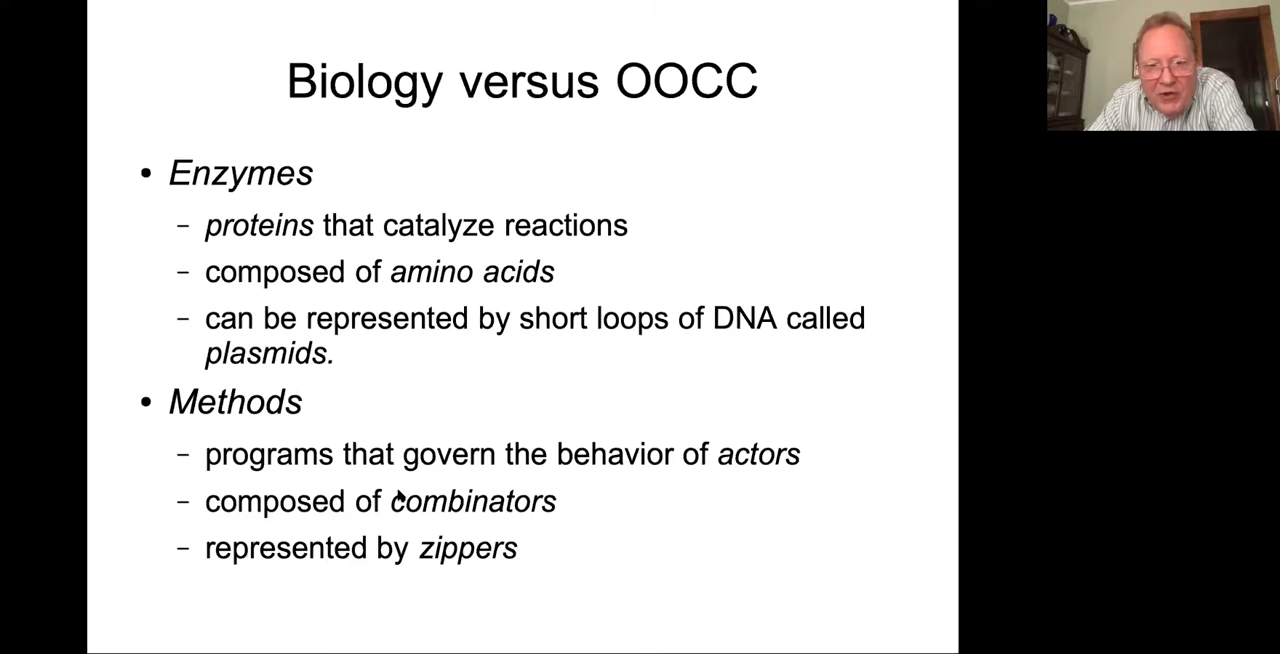 Biology versus OOCC
• Enzymes
– proteins that catalyze reactions
– composed of amino acids
– can be represented by short loops of DNA called
plasmids.
• Methods
– programs that govern the behavior of actors
– composed of combinators
– represented by zippers